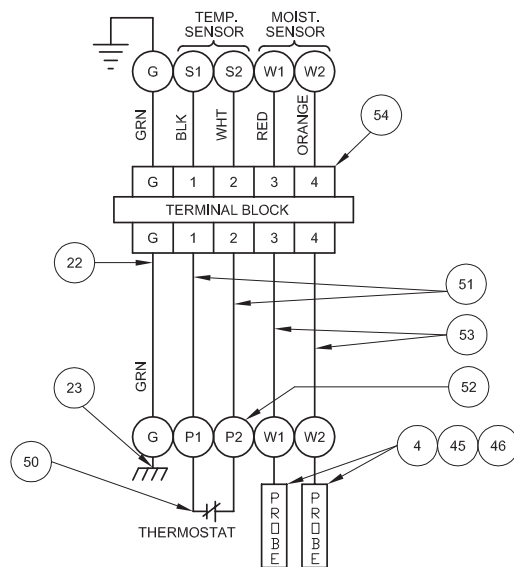 TEMP. MOIST.
SENSOR SENSOR
G S1 S2 W1 W2
GRN BLK WHT RED ORANGE
54
G 1 2 3 4
TERMINAL BLOCK
G 1 2 3 4
22
51
53
GRN
23
52
G P1 P2 W1 W2
4 45 46
50
THERMOSTAT
PROBE PROBE